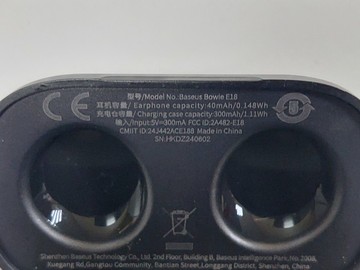 型号/Model No.:Baseus Bowie E18
耳机容量/ Earphone capacity:40mAh/0.148Wh
充电仓容量/ Charging case capacity:300mAh/1.11Wh
输入/Input:5V⎓300mA FCC ID:2A482-E18
CMIIT ID:24J442ACE188 Made in China
SN:HKDZ240602
CE
Shenzhen Baseus Technology Co., Ltd. 2nd Floor, Building B, Baseus Intelligence Park, No.2008,
Xuegang Rd, Gangtou Community, Bantian Street, Longgang District, Shenzhen, China.